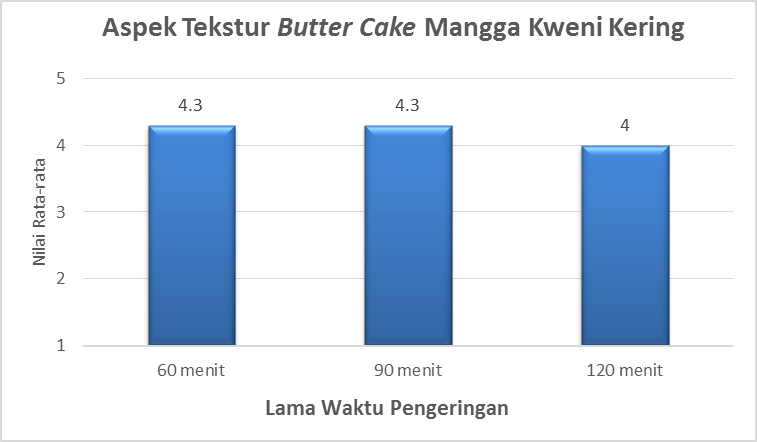 Aspek Tekstur Butter Cake Mangga Kweni Kering
5
4
3
2
1
Nilai Rata-rata
4.3
4.3
4
60 menit
90 menit
120 menit
Lama Waktu Pengeringan